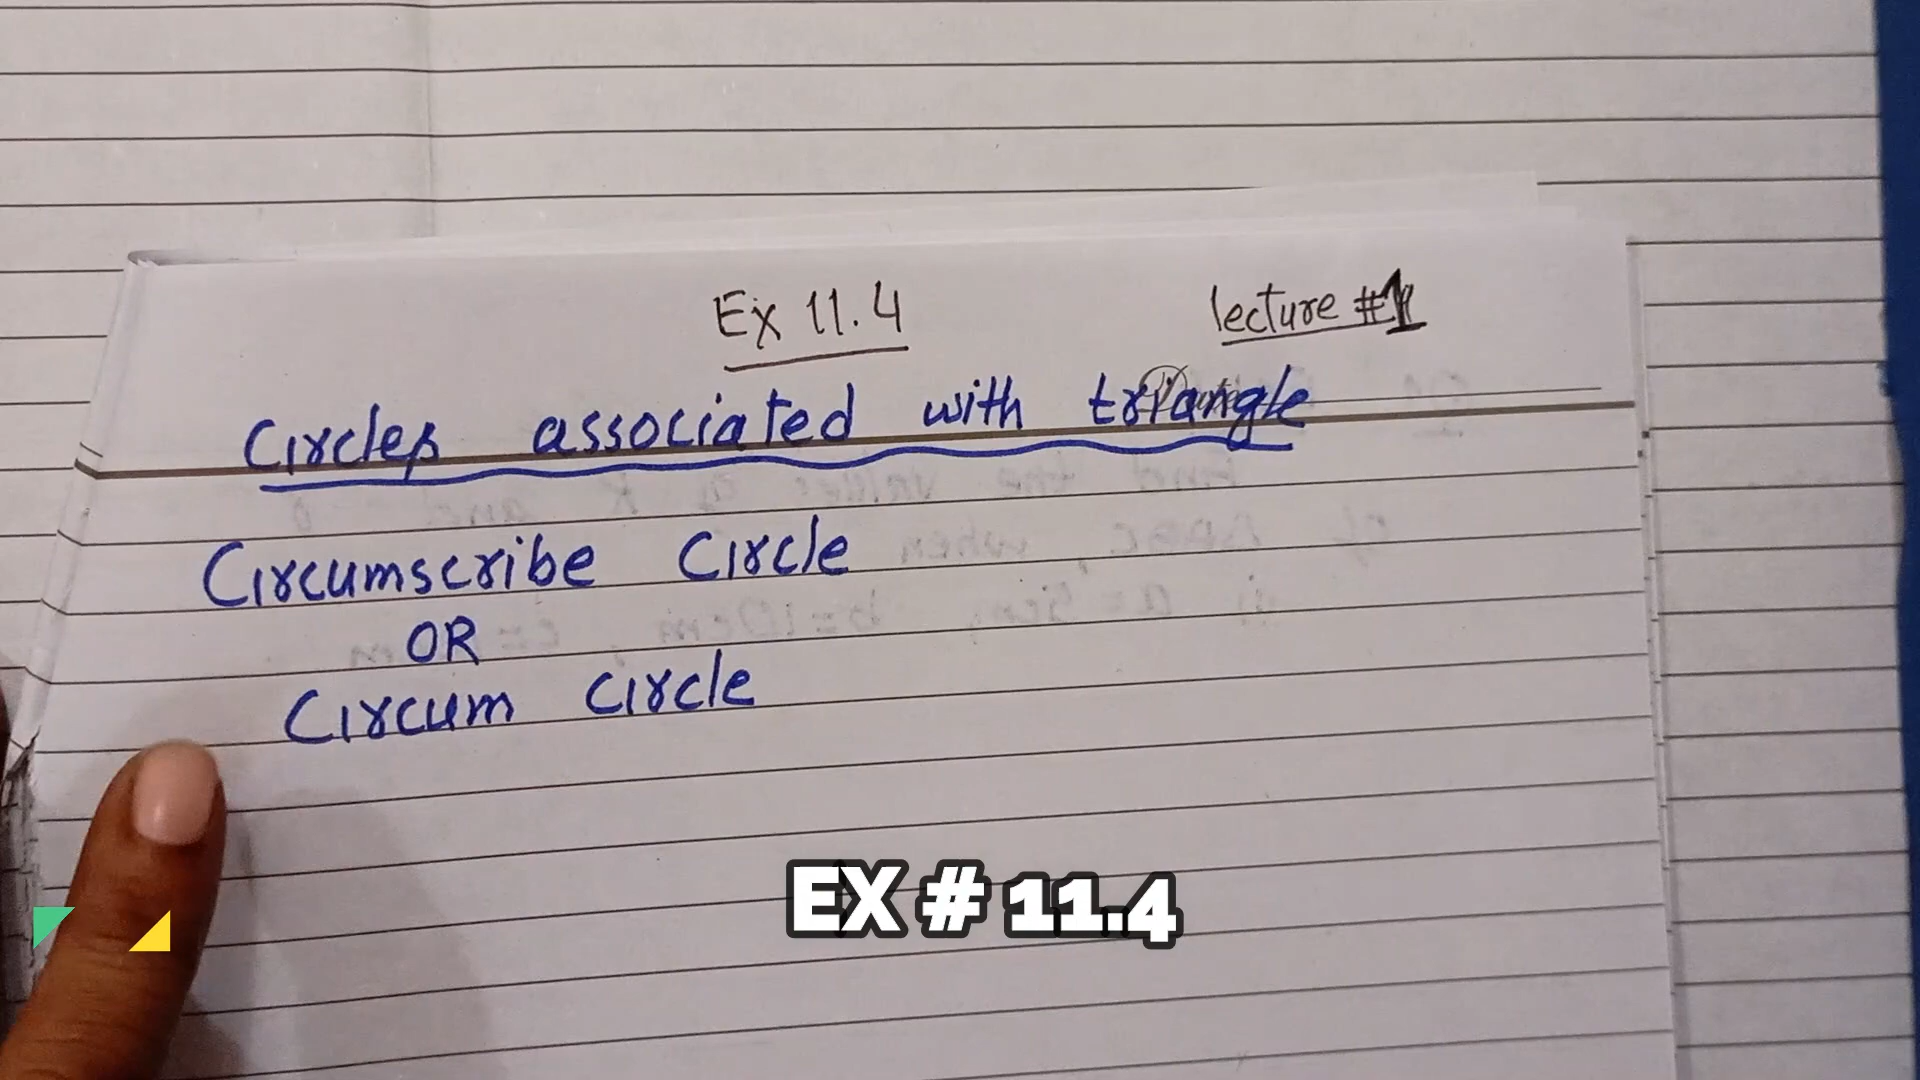 Ex 11.4
lecture #1
Circles associated with triangle
Circumscribe Circle
OR
Circum circle
EX # 11.4